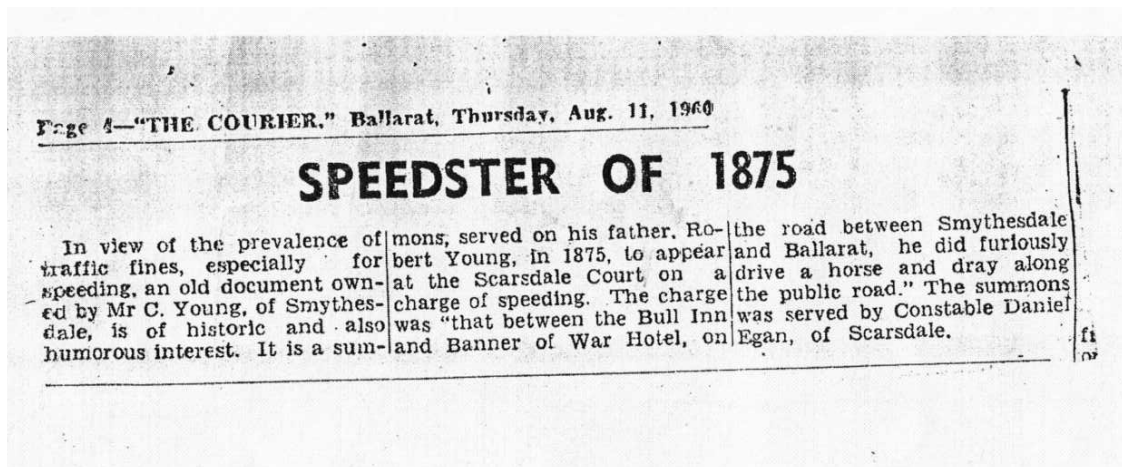 Page 4—"THE COURIER." Ballarat, Thursday, Aug. 11, 1960
SPEEDSTER OF 1875
In view of the prevalence of
traffic fines, especially for
speeding, an old document own-
ed by Mr C. Young, of Smythes-
dale, is of historic and also
humorous interest. It is a sum-
mons, served on his father. Ro-
bert Young, in 1875, to appear
at the Scarsdale Court on a
charge of speeding. The charge
was "that between the Bull Inn
and Banner of War Hotel, on
the road between Smythesdale
and Ballarat, he did furiously
drive a horse and dray along
the public road." The summons
was served by Constable Daniel
Egan, of Scarsdale.